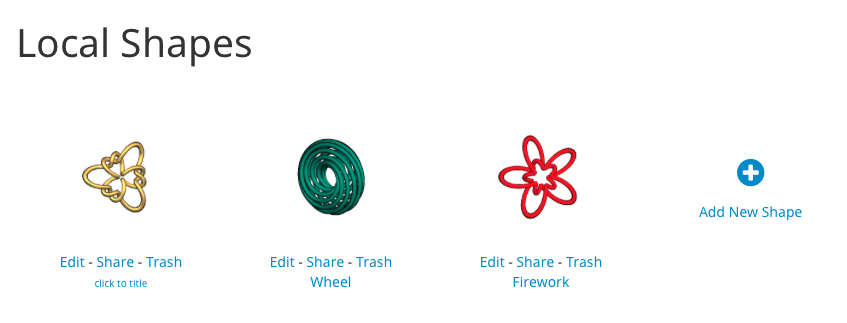 Local Shapes
Edit - Share - Trash
click to title
Edit - Share - Trash
Wheel
Edit - Share - Trash
Firework
Add New Shape